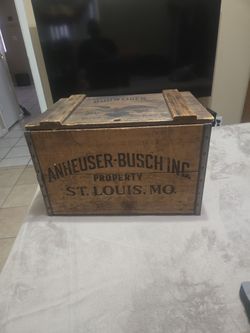 ANHEUSER-BUSCH INC.
PROPERTY
ST. LOUIS, MO.